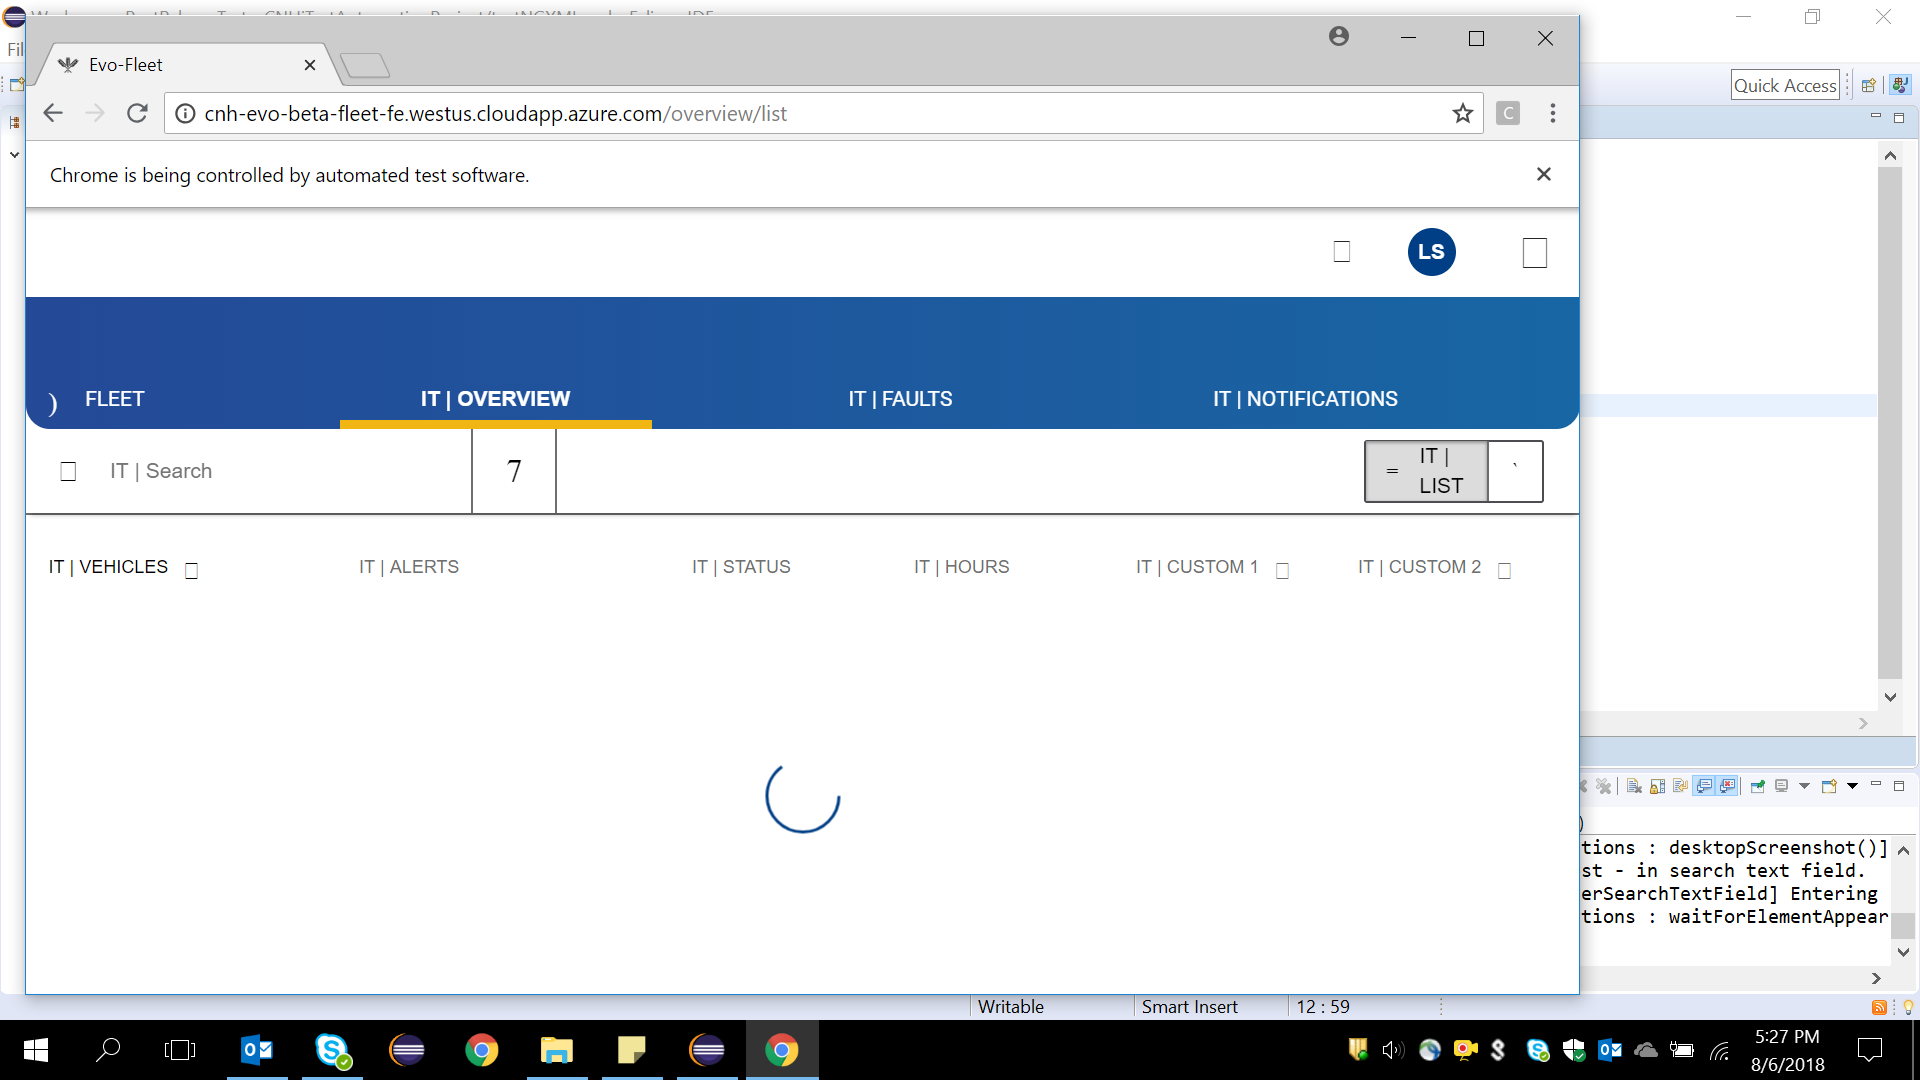 Evo-Fleet
Quick Access
cnh-evo-beta-fleet-fe.westus.cloudapp.azure.com/overview/list
C
Chrome is being controlled by automated test software.
LS
) FLEET IT | OVERVIEW IT | FAULTS IT | NOTIFICATIONS
IT | Search 7 = IT | LIST `
IT | VEHICLES IT | ALERTS IT | STATUS IT | HOURS IT | CUSTOM 1 IT | CUSTOM 2
)
tions : desktopScreenshot()]
st - in search text field.
erSearchTextField] Entering
tions : waitForElementAppear
Writable Smart Insert 12 : 59
5:27 PM
8/6/2018